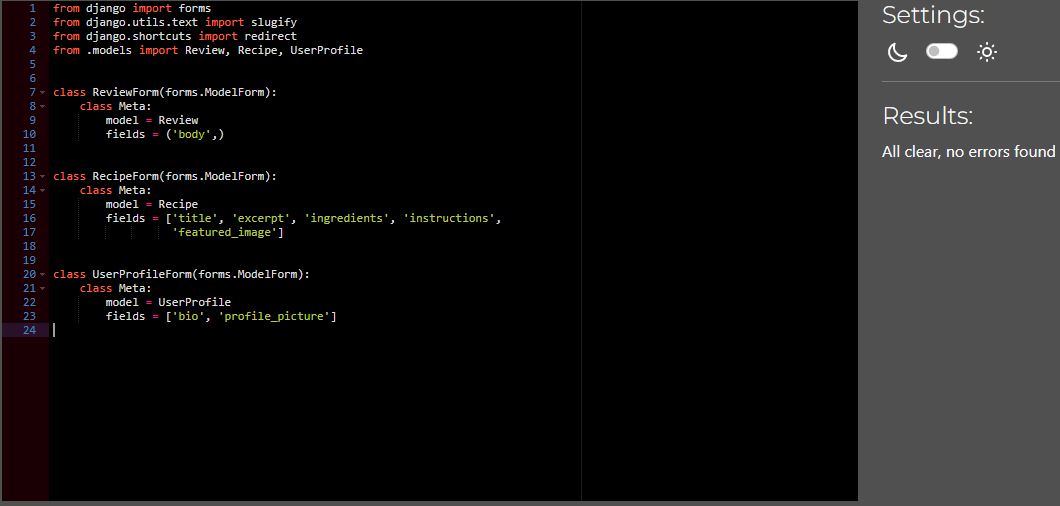 1 from django import forms
2 from django.utils.text import slugify
3 from django.shortcuts import redirect
4 from .models import Review, Recipe, UserProfile
5
6
7 class ReviewForm(forms.ModelForm):
8     class Meta:
9         model = Review
10         fields = ('body',)
11
12
13 class RecipeForm(forms.ModelForm):
14     class Meta:
15         model = Recipe
16         fields = ['title', 'excerpt', 'ingredients', 'instructions',
17                   'featured_image']
18
19
20 class UserProfileForm(forms.ModelForm):
21     class Meta:
22         model = UserProfile
23         fields = ['bio', 'profile_picture']
24
Settings:
Results:
All clear, no errors found